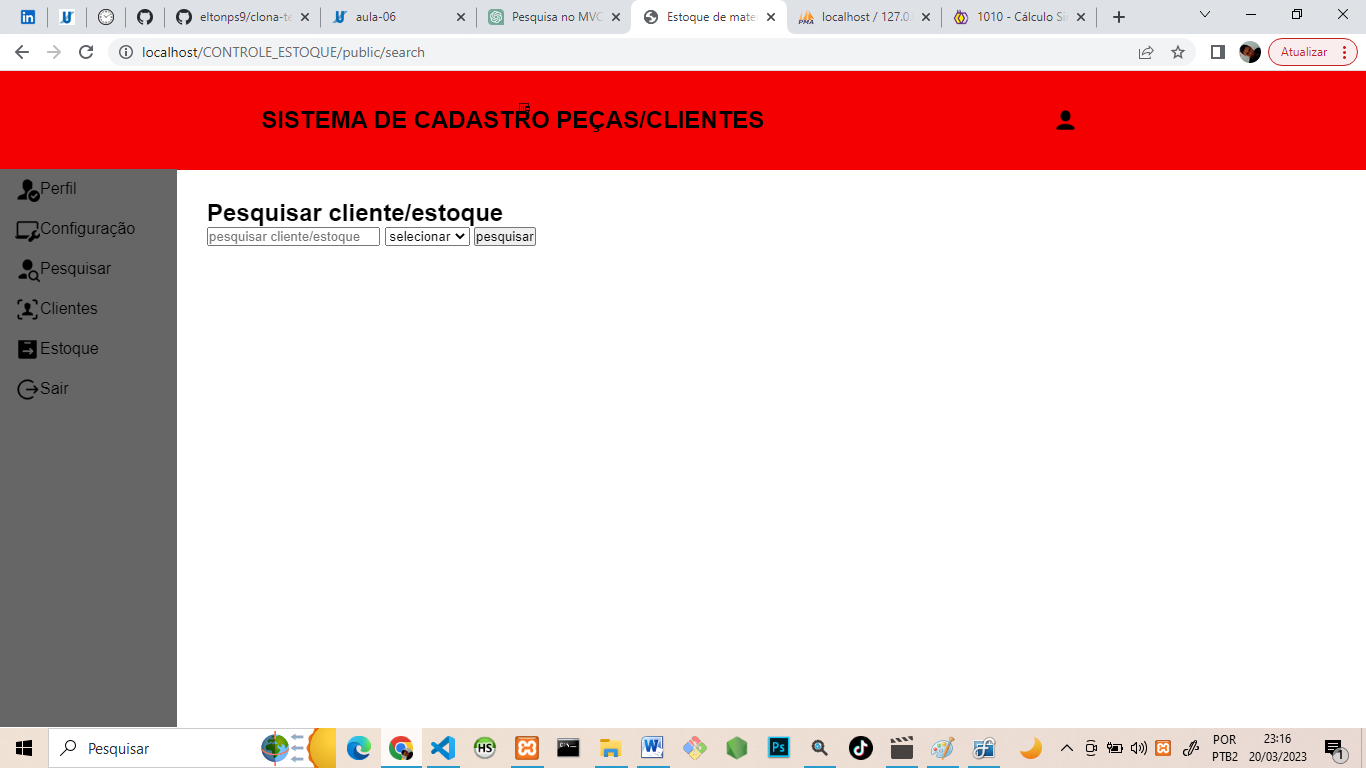 eltonps9/clona-te
aula-06
Pesquisa no MVC
Estoque de mate
localhost / 127.0.
1010 - Cálculo Sir
localhost/CONTROLE_ESTOQUE/public/search
Atualizar
SISTEMA DE CADASTRO PEÇAS/CLIENTES
Perfil
Configuração
Pesquisar
Clientes
Estoque
Sair
Pesquisar cliente/estoque
pesquisar cliente/estoque selecionar pesquisar
Pesquisar
POR
PTB2
23:16
20/03/2023
1